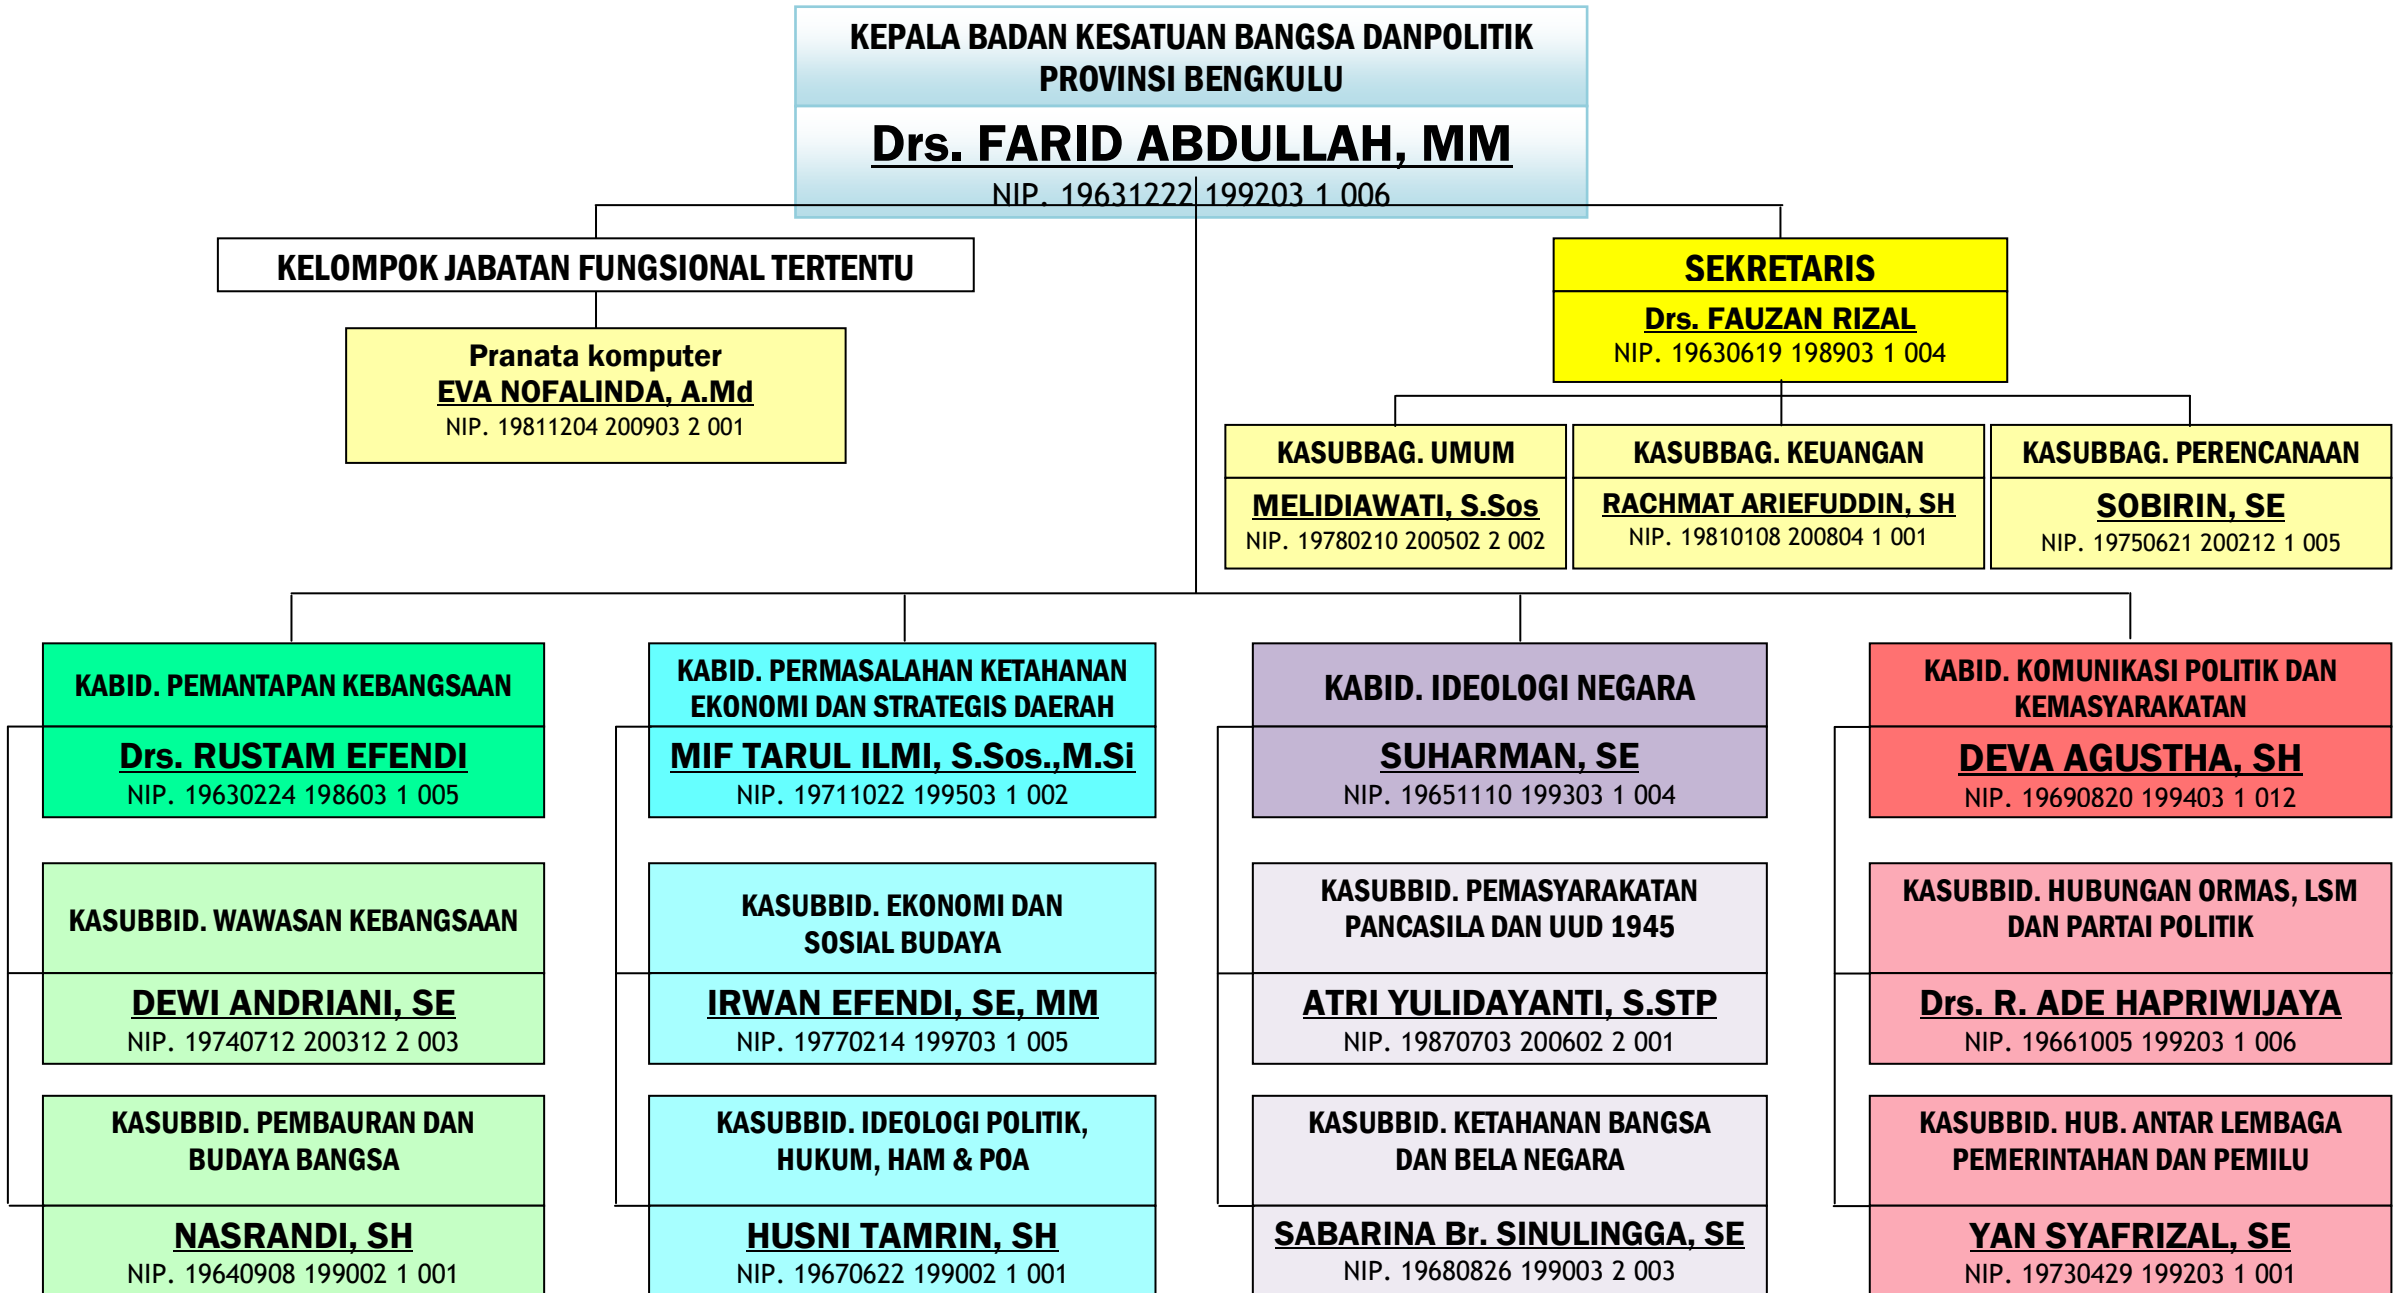 KEPALA BADAN KESATUAN BANGSA DANPOLITIK
PROVINSI BENGKULU
Drs. FARID ABDULLAH, MM
NIP. 19631222 199203 1 006
KELOMPOK JABATAN FUNGSIONAL TERTENTU
Pranata komputer
EVA NOFALINDA, A.Md
NIP. 19811204 200903 2 001
SEKRETARIS
Drs. FAUZAN RIZAL
NIP. 19630619 198903 1 004
KASUBBAG. UMUM
MELIDIAWATI, S.Sos
NIP. 19780210 200502 2 002
KASUBBAG. KEUANGAN
RACHMAT ARIEFUDDIN, SH
NIP. 19810108 200804 1 001
KASUBBAG. PERENCANAAN
SOBIRIN, SE
NIP. 19750621 200212 1 005
KABID. PEMANTAPAN KEBANGSAAN
Drs. RUSTAM EFENDI
NIP. 19630224 198603 1 005
KASUBBID. WAWASAN KEBANGSAAN
DEWI ANDRIANI, SE
NIP. 19740712 200312 2 003
KASUBBID. PEMBAURAN DAN
BUDAYA BANGSA
NASRANDI, SH
NIP. 19640908 199002 1 001
KABID. PERMASALAHAN KETAHANAN
EKONOMI DAN STRATEGIS DAERAH
MIF TARUL ILMI, S.Sos.,M.Si
NIP. 19711022 199503 1 002
KASUBBID. EKONOMI DAN
SOSIAL BUDAYA
IRWAN EFENDI, SE, MM
NIP. 19770214 199703 1 005
KASUBBID. IDEOLOGI POLITIK,
HUKUM, HAM & POA
HUSNI TAMRIN, SH
NIP. 19670622 199002 1 001
KABID. IDEOLOGI NEGARA
SUHARMAN, SE
NIP. 19651110 199303 1 004
KASUBBID. PEMASYARAKATAN
PANCASILA DAN UUD 1945
ATRI YULIDAYANTI, S.STP
NIP. 19870703 200602 2 001
KASUBBID. KETAHANAN BANGSA
DAN BELA NEGARA
SABARINA Br. SINULINGGA, SE
NIP. 19680826 199003 2 003
KABID. KOMUNIKASI POLITIK DAN
KEMASYARAKATAN
DEVA AGUSTHA, SH
NIP. 19690820 199403 1 012
KASUBBID. HUBUNGAN ORMAS, LSM
DAN PARTAI POLITIK
Drs. R. ADE HAPRIWIJAYA
NIP. 19661005 199203 1 006
KASUBBID. HUB. ANTAR LEMBAGA
PEMERINTAHAN DAN PEMILU
YAN SYAFRIZAL, SE
NIP. 19730429 199203 1 001